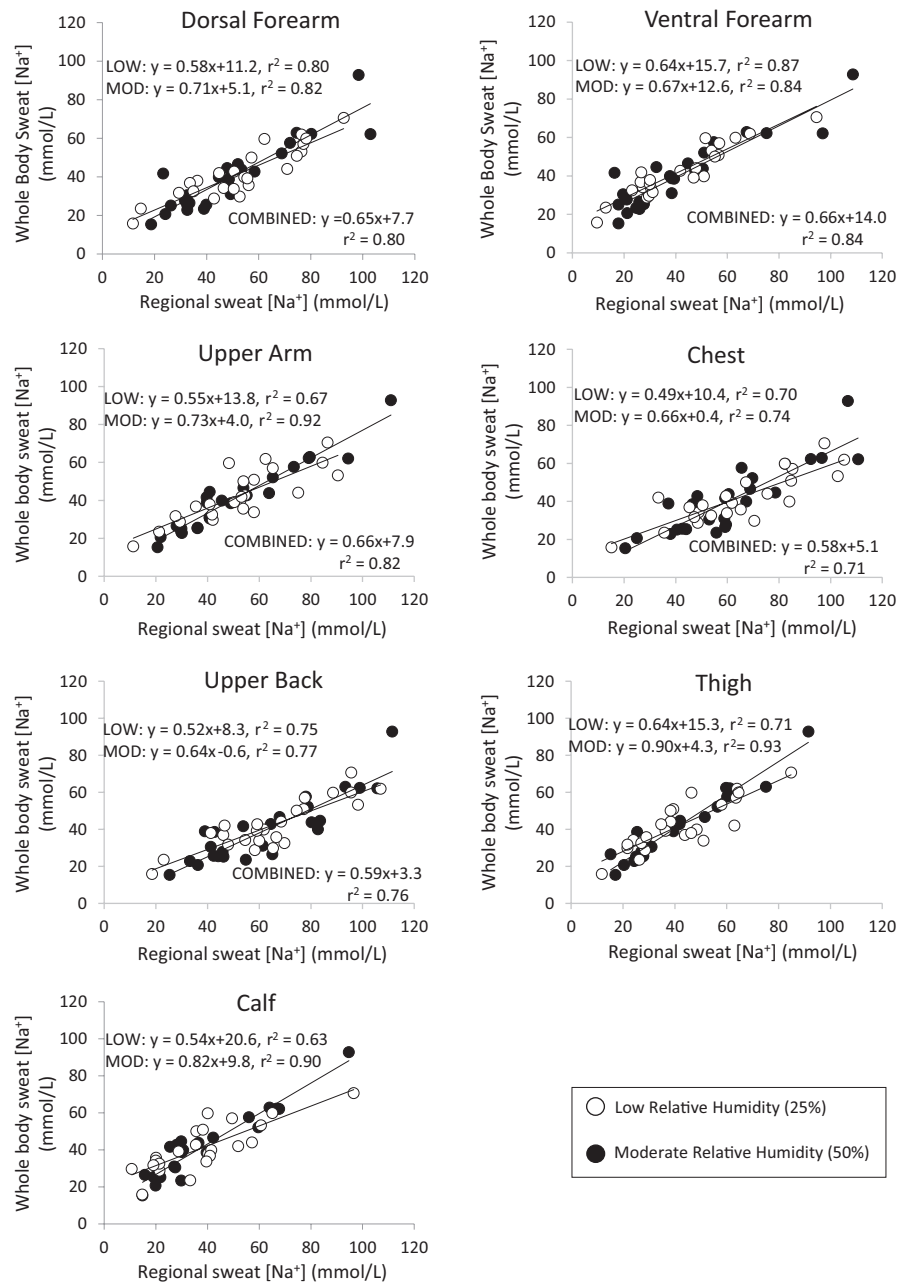 Dorsal Forearm
LOW: y = 0.58x+11.2, r² = 0.80
MOD: y = 0.71x+5.1, r² = 0.82
COMBINED: y =0.65x+7.7
r² = 0.80
Whole Body Sweat [Na⁺]
(mmol/L)
120
100
80
60
40
20
0
0 20 40 60 80 100 120
Regional sweat [Na⁺] (mmol/L)
Ventral Forearm
LOW: y = 0.64x+15.7, r² = 0.87
MOD: y = 0.67x+12.6, r² = 0.84
COMBINED: y =0.66x+14.0
r² = 0.84
Whole Body Sweat [Na⁺]
(mmol/L)
120
100
80
60
40
20
0
0 20 40 60 80 100 120
Regional sweat [Na⁺] (mmol/L)
Upper Arm
LOW: y = 0.55x+13.8, r² = 0.67
MOD: y = 0.73x+4.0, r² = 0.92
COMBINED: y =0.66x+7.9
r² = 0.82
Whole body sweat [Na⁺]
(mmol/L)
120
100
80
60
40
20
0
0 20 40 60 80 100 120
Regional sweat [Na⁺] (mmol/L)
Chest
LOW: y = 0.49x+10.4, r² = 0.70
MOD: y = 0.66x+0.4, r² = 0.74
COMBINED: y =0.58x+5.1
r² = 0.71
Whole body sweat [Na⁺]
(mmol/L)
120
100
80
60
40
20
0
0 20 40 60 80 100 120
Regional sweat [Na⁺] (mmol/L)
Upper Back
LOW: y = 0.52x+8.3, r² = 0.75
MOD: y = 0.64x-0.6, r² = 0.77
COMBINED: y =0.59x+3.3
r² = 0.76
Whole body sweat [Na⁺]
(mmol/L)
120
100
80
60
40
20
0
0 20 40 60 80 100 120
Regional sweat [Na⁺] (mmol/L)
Thigh
LOW: y = 0.64x+15.3, r² = 0.71
MOD: y = 0.90x+4.3, r²= 0.93
Whole body sweat [Na⁺]
(mmol/L)
120
100
80
60
40
20
0
0 20 40 60 80 100 120
Regional sweat [Na⁺] (mmol/L)
Calf
LOW: y = 0.54x+20.6, r² = 0.63
MOD: y = 0.82x+9.8, r² = 0.90
Whole body sweat [Na⁺]
(mmol/L)
120
100
80
60
40
20
0
0 20 40 60 80 100 120
Regional sweat [Na⁺] (mmol/L)
Low Relative Humidity (25%)
Moderate Relative Humidity (50%)